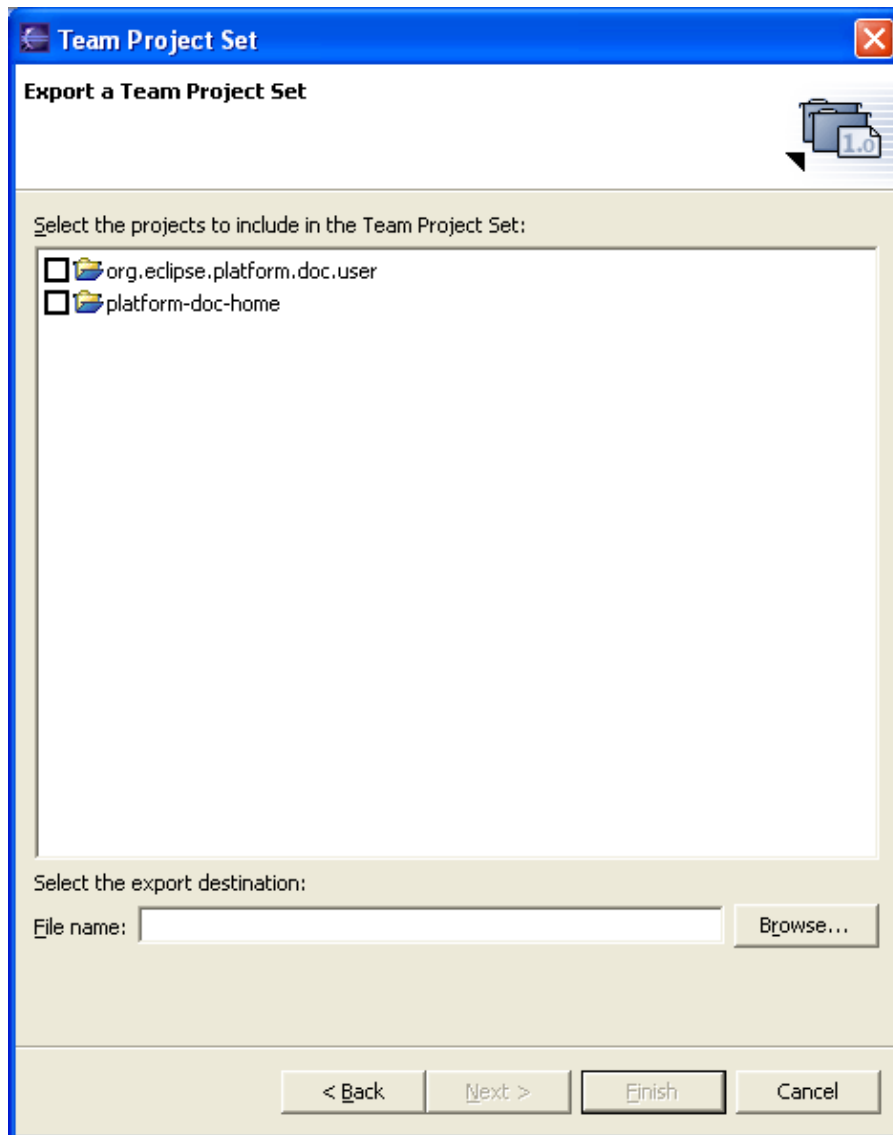 Team Project Set
Export a Team Project Set
1.0
Select the projects to include in the Team Project Set:
org.eclipse.platform.doc.user
platform-doc-home
Select the export destination:
File name:
Browse...
< Back
Next >
Finish
Cancel